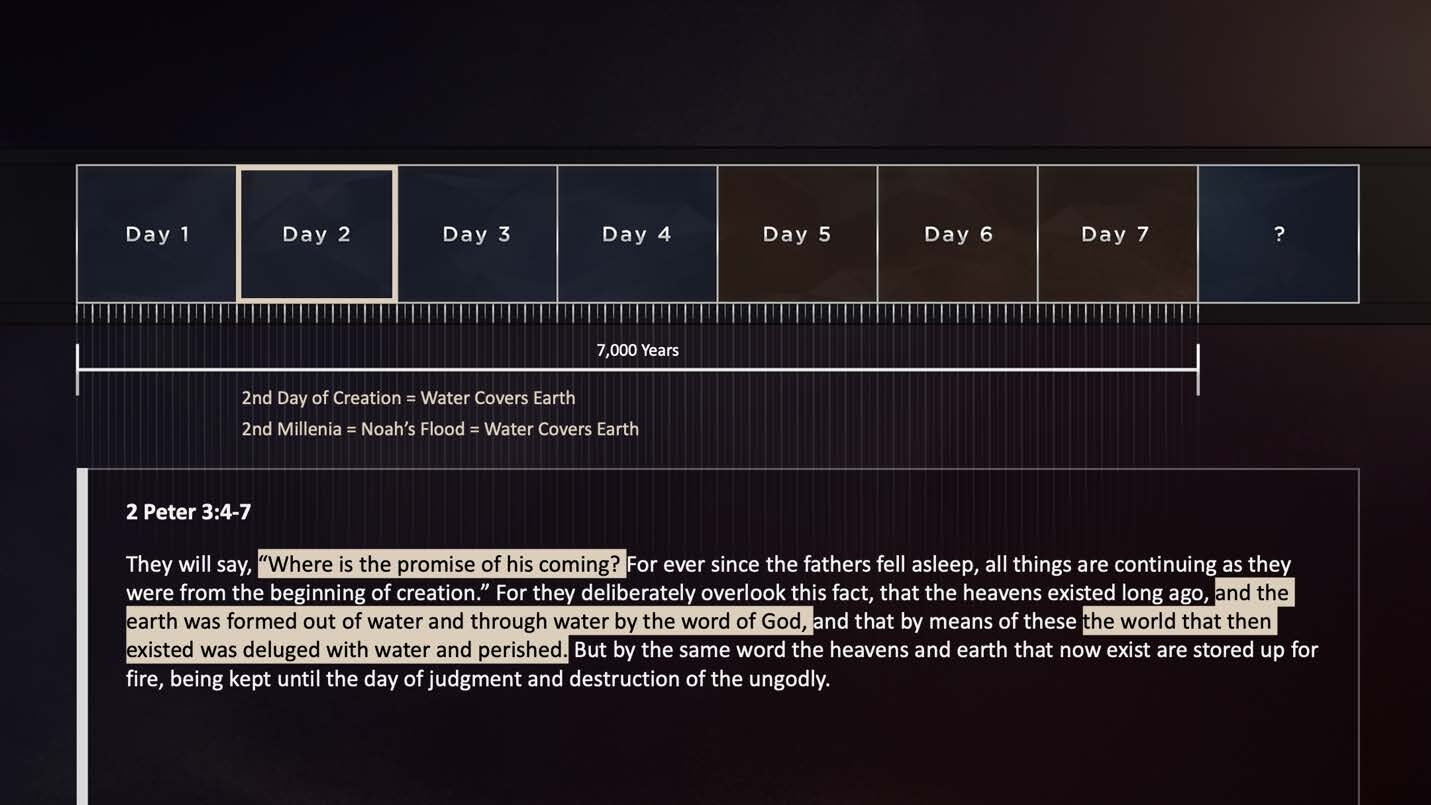 Day 1 Day 2 Day 3 Day 4 Day 5 Day 6 Day 7 ?
7,000 Years
2nd Day of Creation = Water Covers Earth
2nd Millenia = Noah’s Flood = Water Covers Earth
2 Peter 3:4-7
They will say, “Where is the promise of his coming? For ever since the fathers fell asleep, all things are continuing as they
were from the beginning of creation.” For they deliberately overlook this fact, that the heavens existed long ago, and the
earth was formed out of water and through water by the word of God, and that by means of these the world that then
existed was deluged with water and perished. But by the same word the heavens and earth that now exist are stored up for
fire, being kept until the day of judgment and destruction of the ungodly.